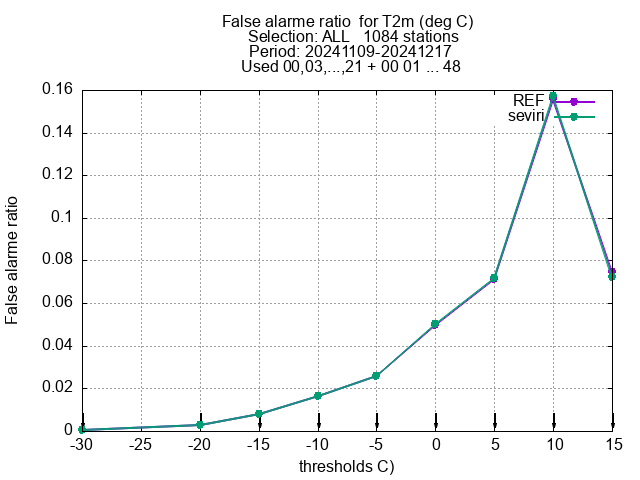 False alarme ratio  for T2m (deg C)
Selection: ALL   1084 stations
Period: 20241109-20241217
Used 00,03,...,21 + 00 01 ... 48
REF
seviri
0.16
0.14
0.12
0.1
0.08
0.06
0.04
0.02
0
False alarme ratio
-30 -25 -20 -15 -10 -5 0 5 10 15
thresholds C)